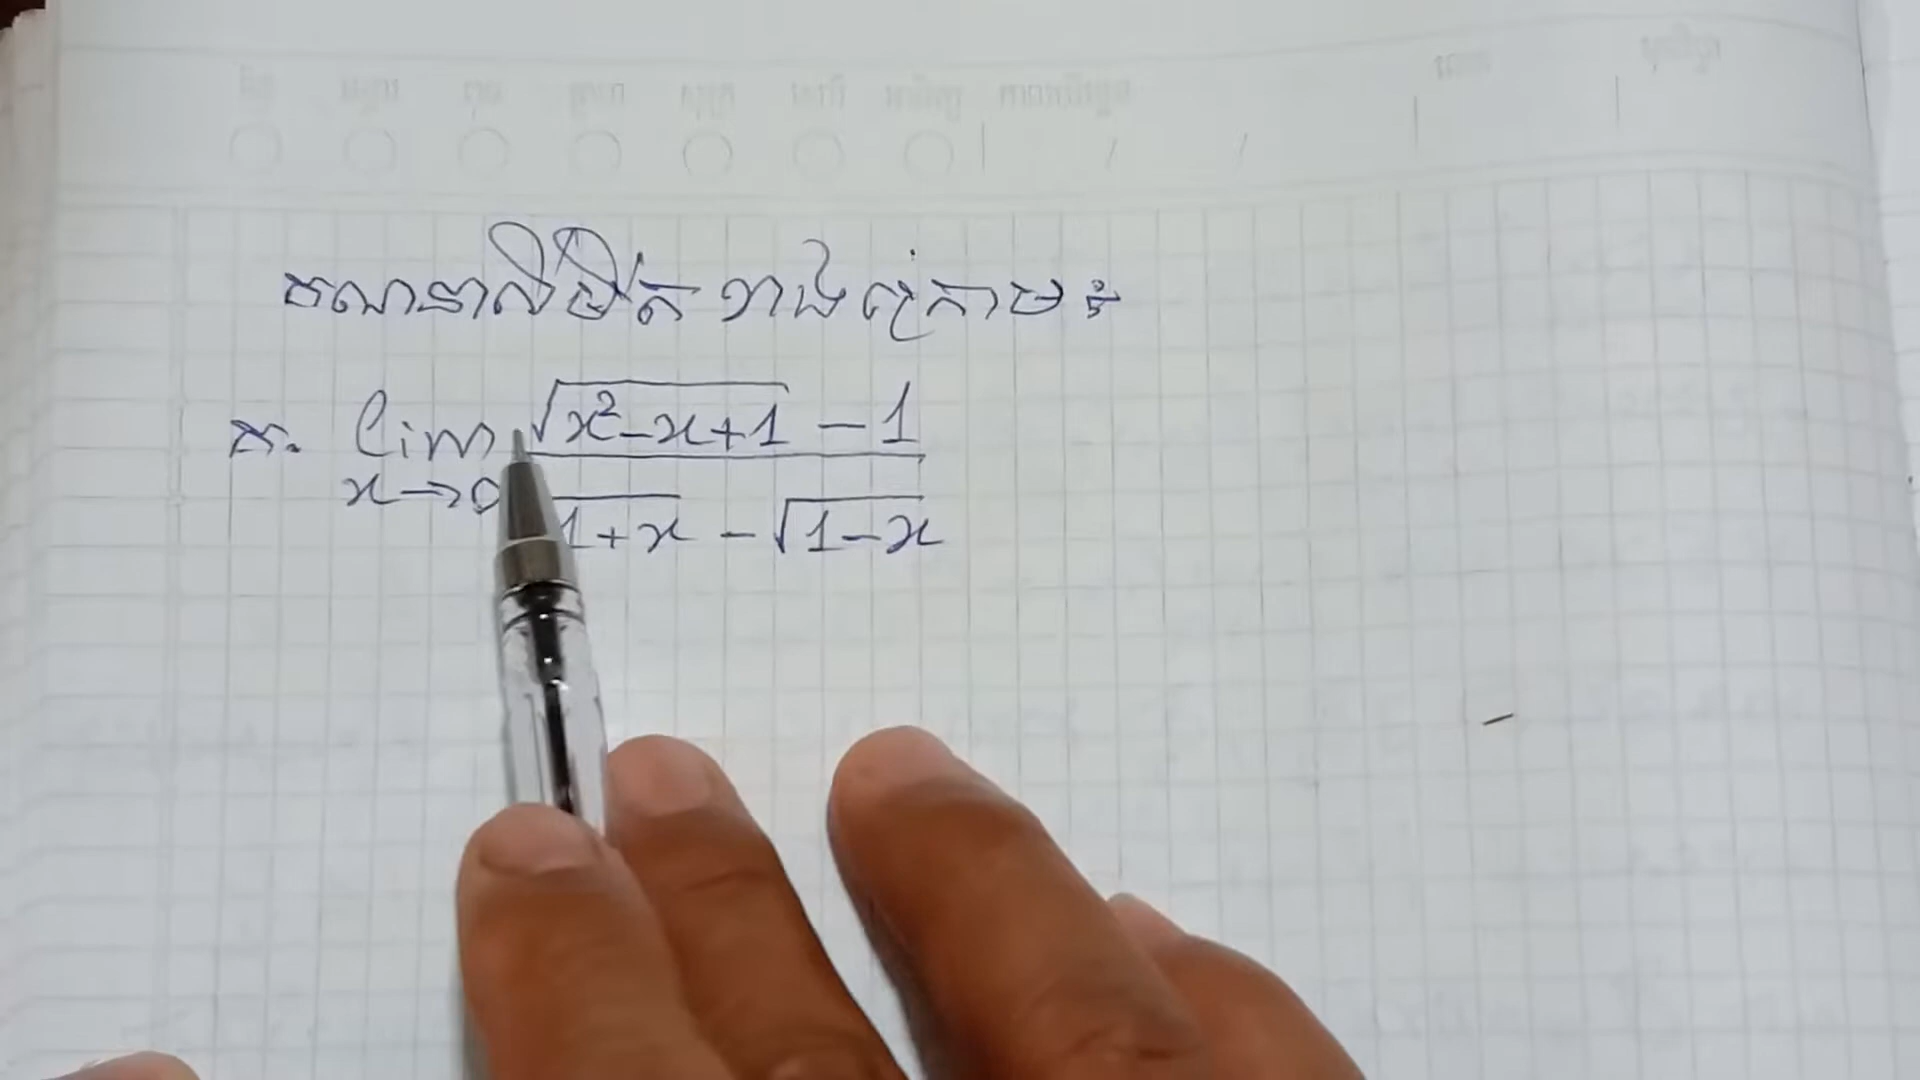 គណនាលីមីតខាងក្រោម ៖
ក. lim √(x²-x+1) - 1
x→0 1+x - √(1-x)